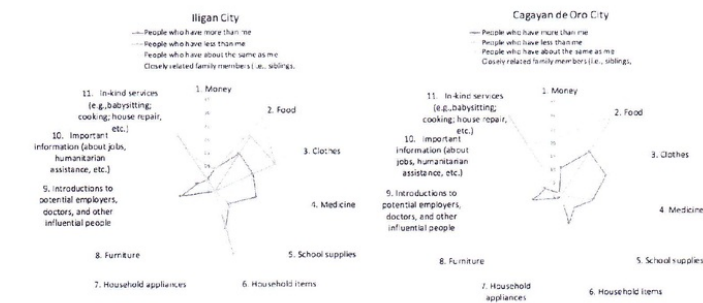 Iligan City
People who have more than me
People who have less than me
People who have about the same as me
Closely related family members (i.e., siblings,
1. Money
2. Food
3. Clothes
4. Medicine
5. School supplies
6. Household items
7. Household appliances
8. Furniture
9. Introductions to
potential employers,
doctors, and other
influential people
10. Important
information (about jobs,
humanitarian
assistance, etc.)
11. In-kind services
(e.g., babysitting;
cooking; house repair,
etc.)
Cagayan de Oro City
People who have more than me
People who have less than me
People who have about the same as me
Closely related family members (i.e., siblings,
1. Money
2. Food
3. Clothes
4. Medicine
5. School supplies
6. Household items
7. Household
appliances
8. Furniture
9. Introductions to
potential employers,
doctors, and other
influential people
10. Important
information (about
jobs, humanitarian
assistance, etc.)
11. In-kind services
(e.g., babysitting;
cooking; house repair,
etc.)